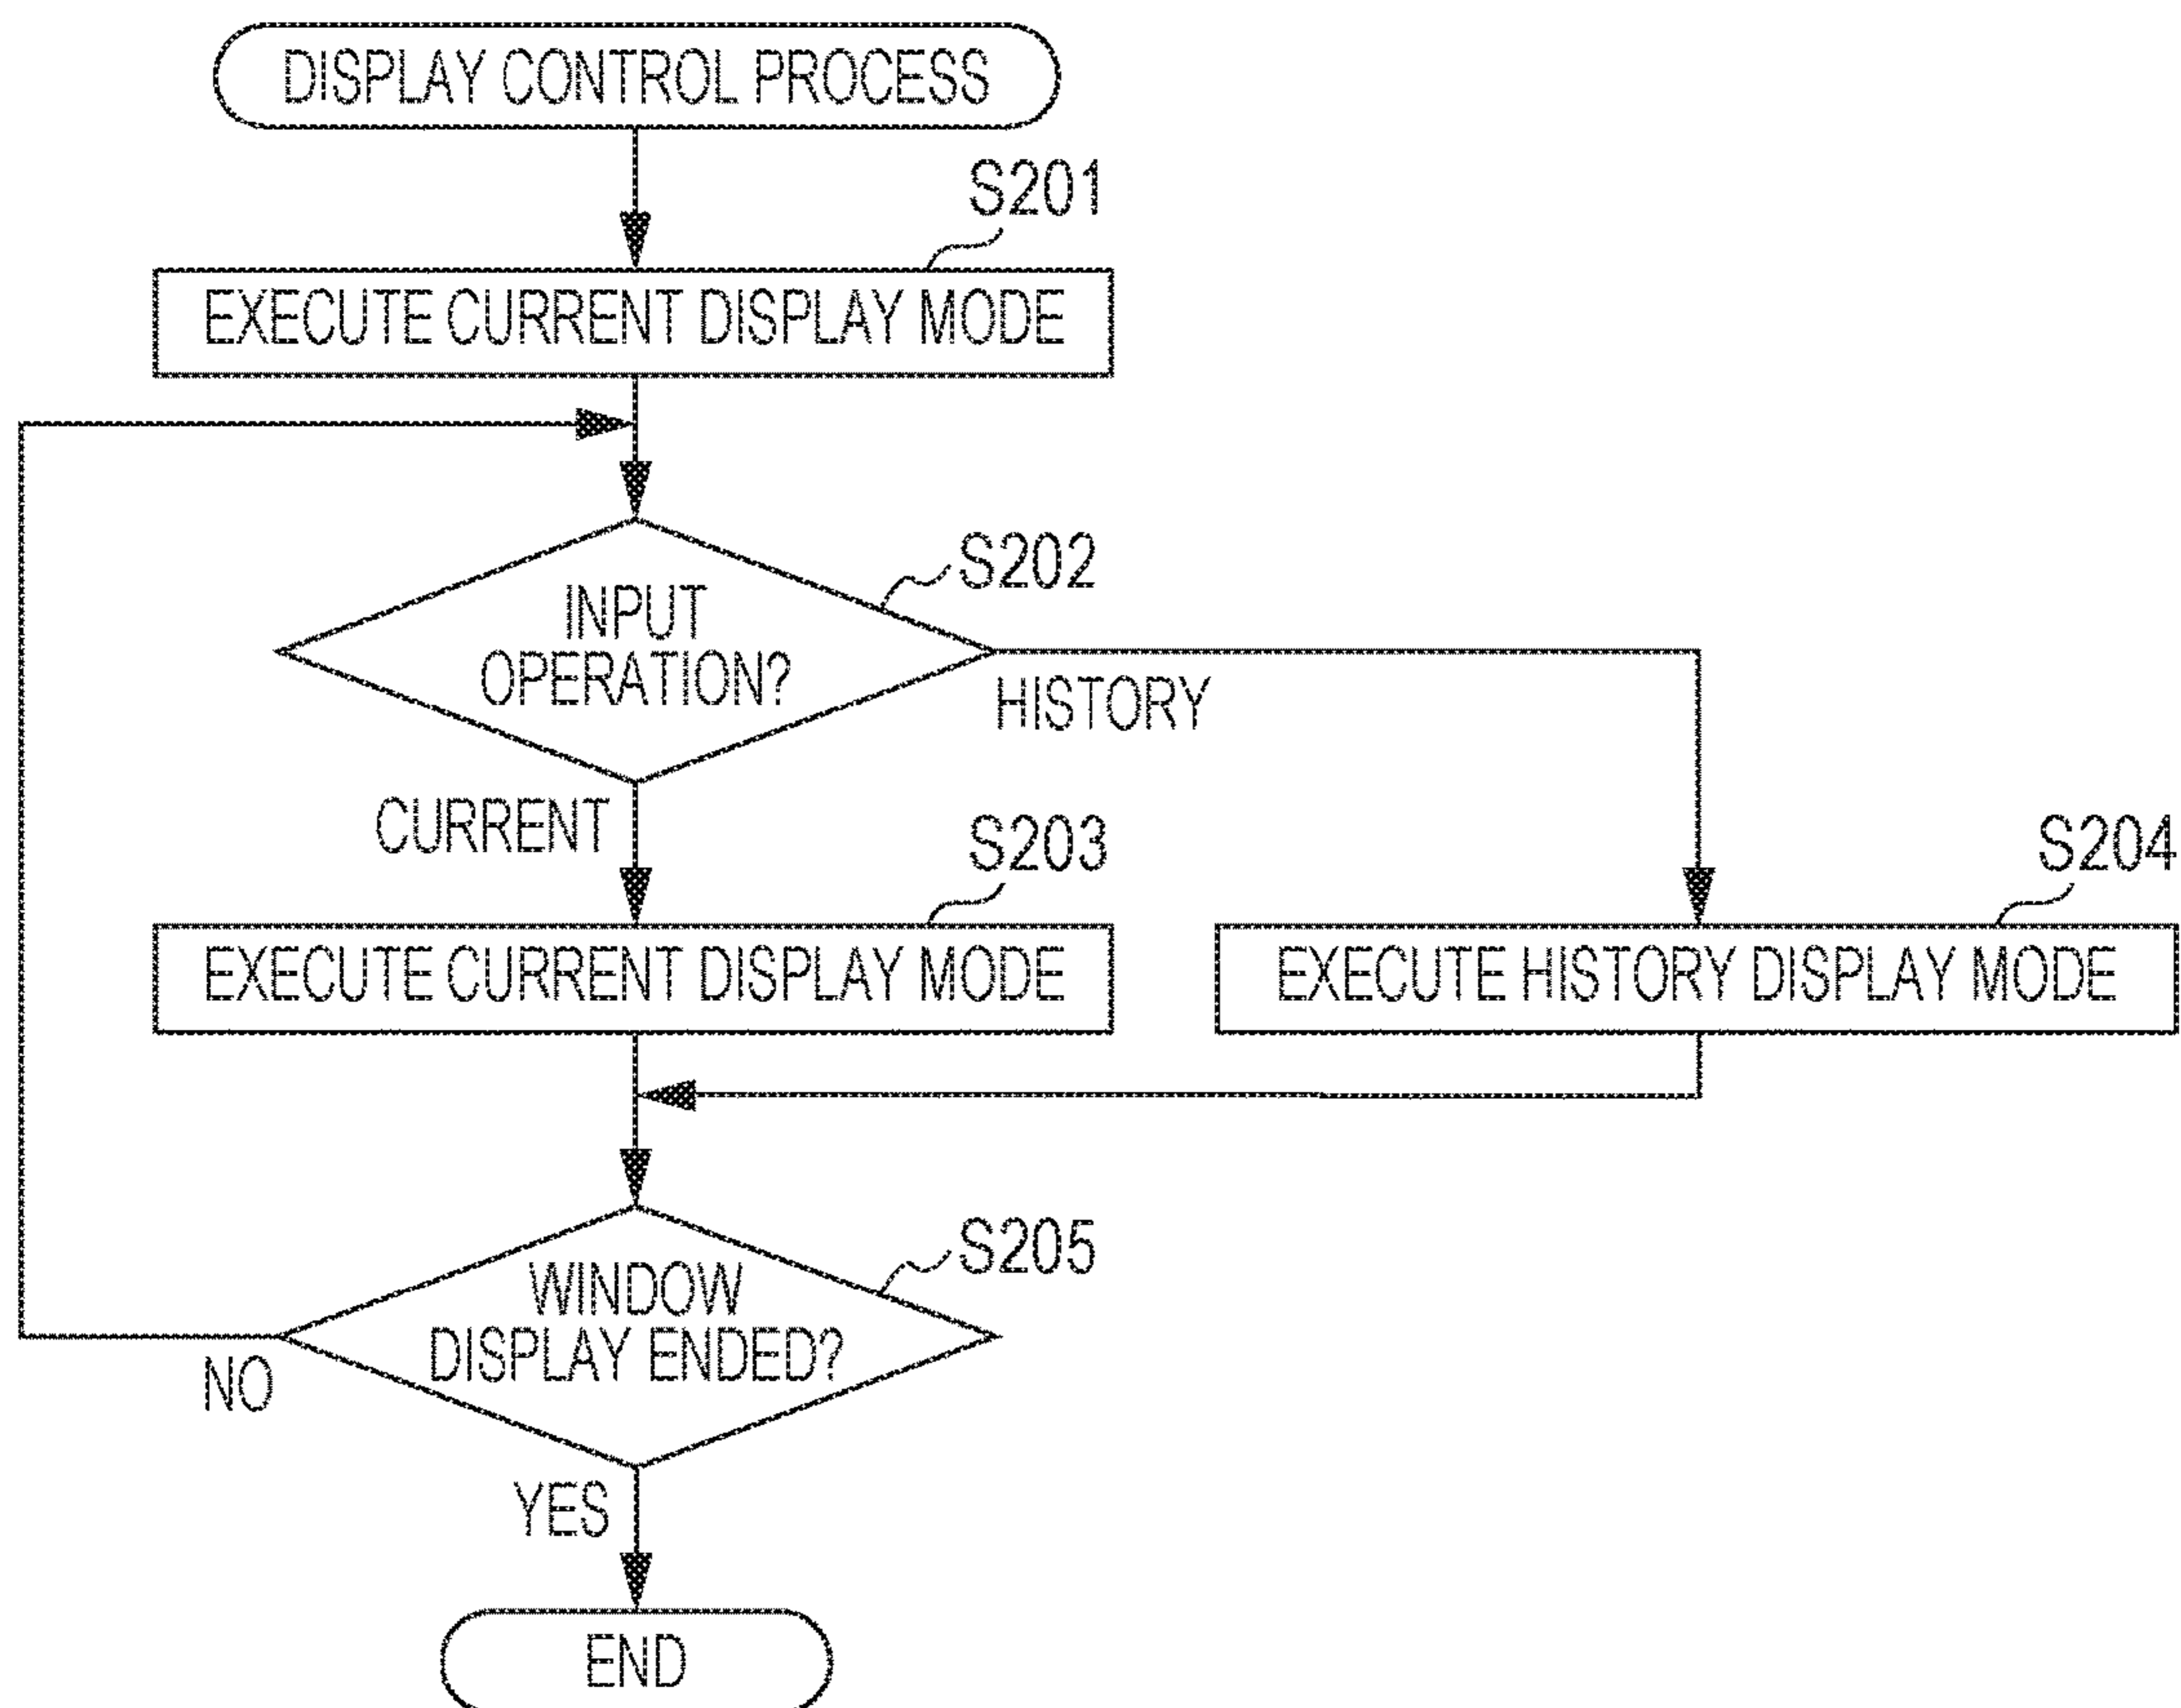 DISPLAY CONTROL PROCESS
S201
EXECUTE CURRENT DISPLAY MODE
S202
INPUT
OPERATION?
HISTORY
CURRENT
S203
S204
EXECUTE CURRENT DISPLAY MODE
EXECUTE HISTORY DISPLAY MODE
S205
WINDOW
DISPLAY ENDED?
NO
YES
END